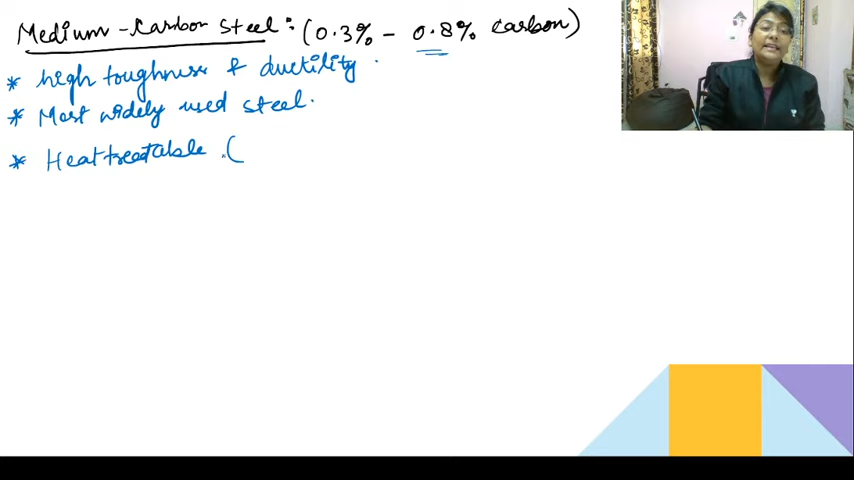 Medium-Carbon Steel: (0.3% - 0.8% carbon)
* high toughness & ductility.
* Most widely used steel.
* Heat treatable. (